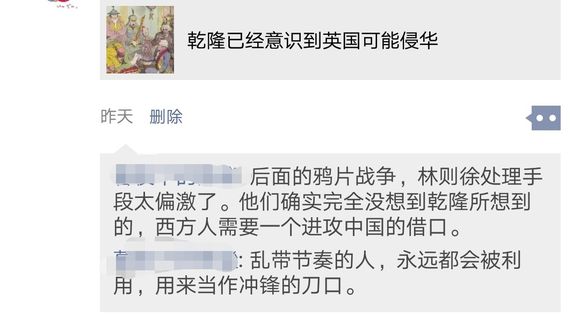 乾隆已经意识到英国可能侵华
昨天 删除
后面的鸦片战争，林则徐处理手
段太偏激了。他们确实完全没想到乾隆所想到
的，西方人需要一个进攻中国的借口。
: 乱带节奏的人，永远都会被利
用，用来当作冲锋的刀口。